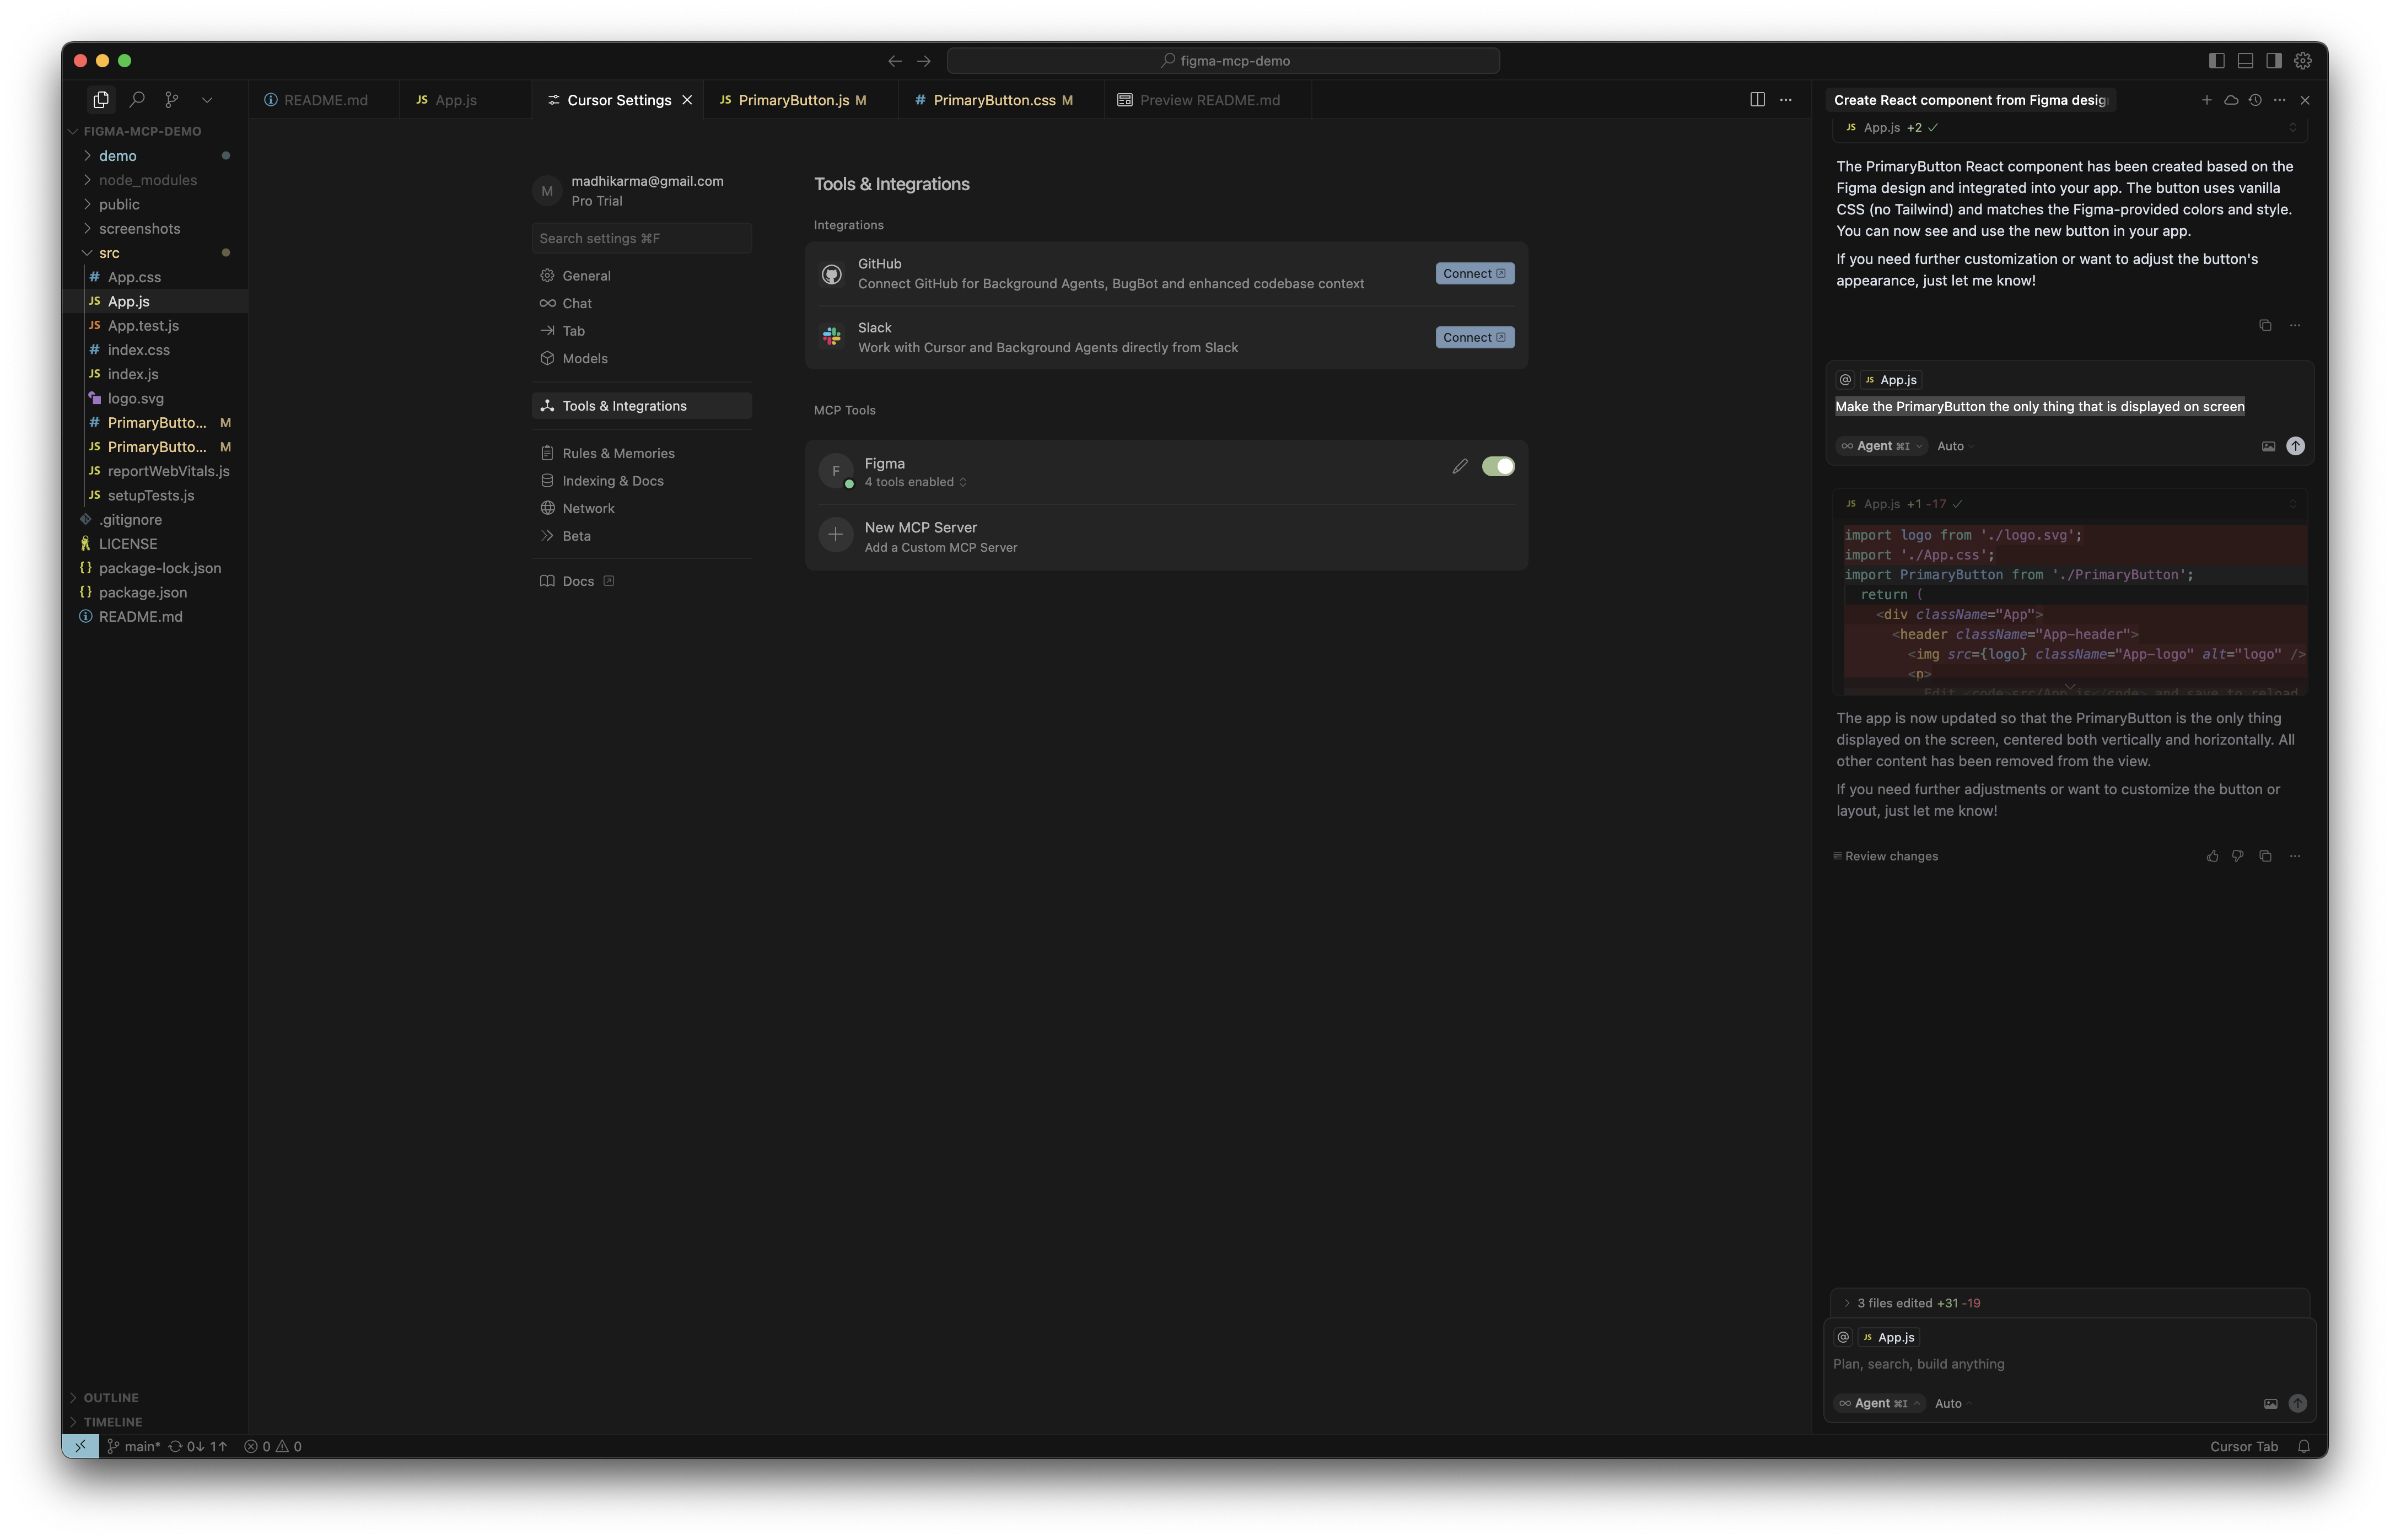 figma-mcp-demo
README.md
JS App.js
Cursor Settings
JS PrimaryButton.js M
# PrimaryButton.css M
Preview README.md
FIGMA-MCP-DEMO
demo
node_modules
public
screenshots
src
# App.css
JS App.js
JS App.test.js
# index.css
JS index.js
logo.svg
# PrimaryButto... M
JS PrimaryButto... M
JS reportWebVitals.js
JS setupTests.js
.gitignore
LICENSE
{} package-lock.json
{} package.json
README.md
OUTLINE
TIMELINE
M
madhikarma@gmail.com
Pro Trial
Search settings ⌘F
General
Chat
Tab
Models
Tools & Integrations
Rules & Memories
Indexing & Docs
Network
Beta
Docs
Tools & Integrations
Integrations
GitHub
Connect GitHub for Background Agents, BugBot and enhanced codebase context
Connect
Slack
Work with Cursor and Background Agents directly from Slack
Connect
MCP Tools
F
Figma
4 tools enabled
New MCP Server
Add a Custom MCP Server
Create React component from Figma desig
JS App.js +2
The PrimaryButton React component has been created based on the
Figma design and integrated into your app. The button uses vanilla
CSS (no Tailwind) and matches the Figma-provided colors and style.
You can now see and use the new button in your app.
If you need further customization or want to adjust the button's
appearance, just let me know!
@ JS App.js
Make the PrimaryButton the only thing that is displayed on screen
Agent ⌘I Auto
JS App.js +1 -17
import logo from './logo.svg';
import './App.css';
import PrimaryButton from './PrimaryButton';
return (
<div className="App">
<header className="App-header">
<img src={logo} className="App-logo" alt="logo" />
<p>
Edit <code>src/App.js</code> and save to reload
The app is now updated so that the PrimaryButton is the only thing
displayed on the screen, centered both vertically and horizontally. All
other content has been removed from the view.
If you need further adjustments or want to customize the button or
layout, just let me know!
Review changes
3 files edited +31 -19
@ JS App.js
Plan, search, build anything
Agent ⌘I Auto
main* 0↓ 1↑ 0 0
Cursor Tab